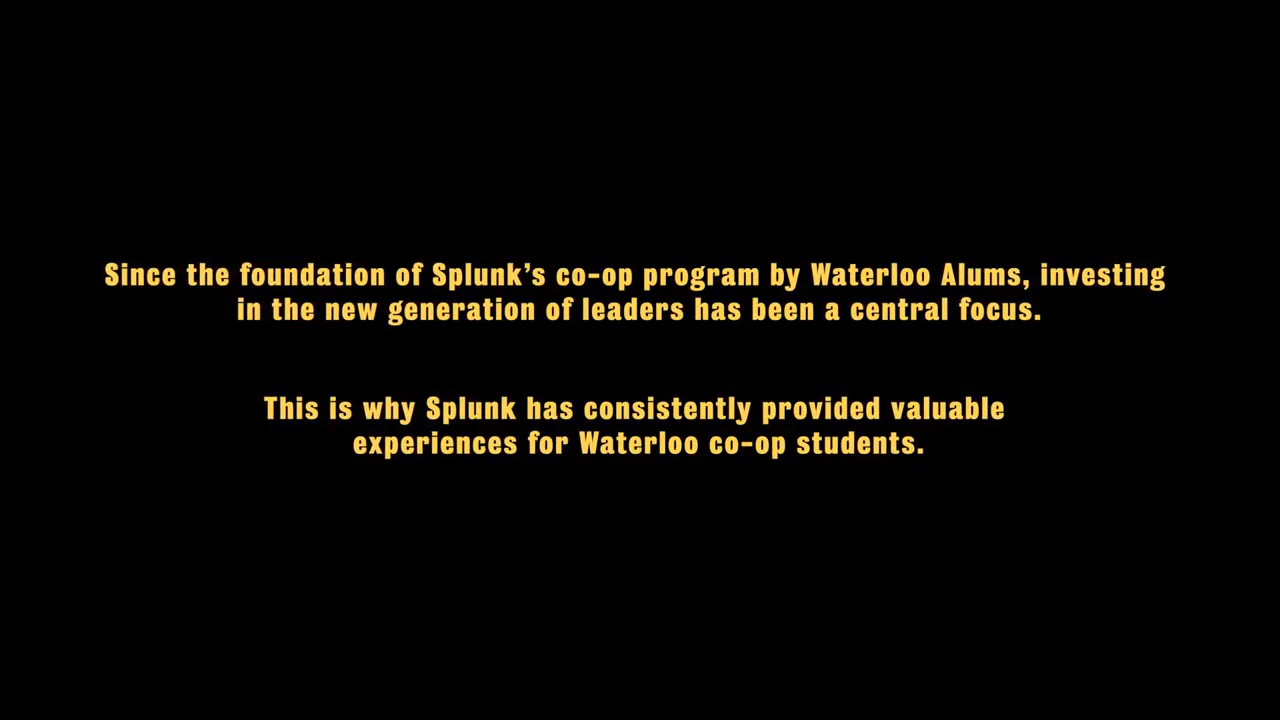 Since the foundation of Splunk’s co-op program by Waterloo Alums, investing
in the new generation of leaders has been a central focus.
This is why Splunk has consistently provided valuable
experiences for Waterloo co-op students.